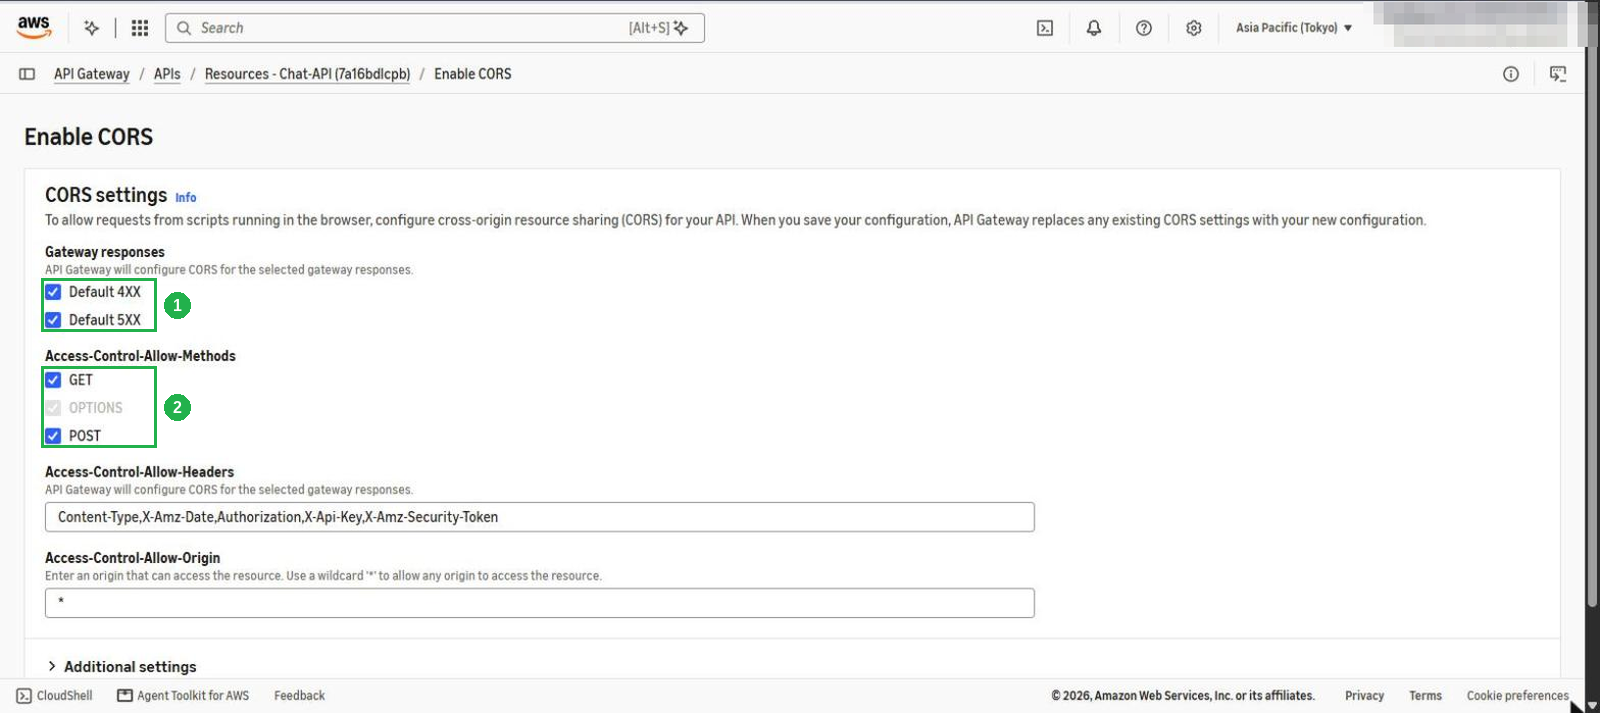 aws
Search [Alt+S]
Asia Pacific (Tokyo)
API Gateway / APIs / Resources - Chat-API (7a16bdlcpb) / Enable CORS
Enable CORS
CORS settings Info
To allow requests from scripts running in the browser, configure cross-origin resource sharing (CORS) for your API. When you save your configuration, API Gateway replaces any existing CORS settings with your new configuration.
Gateway responses
API Gateway will configure CORS for the selected gateway responses.
Default 4XX
1
Default 5XX
Access-Control-Allow-Methods
GET
OPTIONS
2
POST
Access-Control-Allow-Headers
API Gateway will configure CORS for the selected gateway responses.
Content-Type,X-Amz-Date,Authorization,X-Api-Key,X-Amz-Security-Token
Access-Control-Allow-Origin
Enter an origin that can access the resource. Use a wildcard '*' to allow any origin to access the resource.
*
Additional settings
CloudShell Agent Toolkit for AWS Feedback © 2026, Amazon Web Services, Inc. or its affiliates. Privacy Terms Cookie preferences